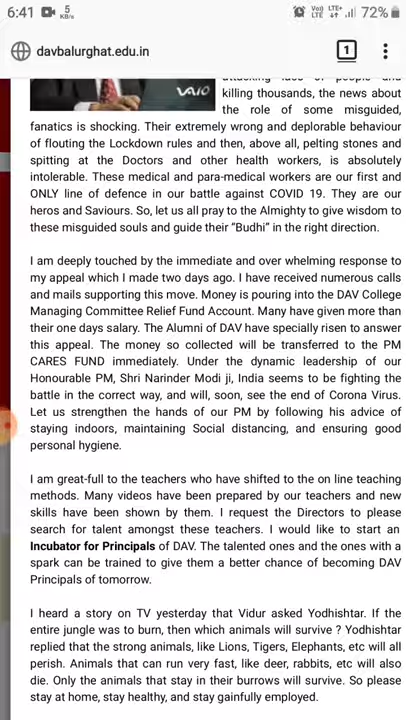 6:41 5 KB/s Vo)) LTE LTE+ 72%
davbalurghat.edu.in 1
VAIO
attacking lacs of people and
killing thousands, the news about
the role of some misguided,
fanatics is shocking. Their extremely wrong and deplorable behaviour
of flouting the Lockdown rules and then, above all, pelting stones and
spitting at the Doctors and other health workers, is absolutely
intolerable. These medical and para-medical workers are our first and
ONLY line of defence in our battle against COVID 19. They are our
heros and Saviours. So, let us all pray to the Almighty to give wisdom to
these misguided souls and guide their "Budhi" in the right direction.
I am deeply touched by the immediate and over whelming response to
my appeal which I made two days ago. I have received numerous calls
and mails supporting this move. Money is pouring into the DAV College
Managing Committee Relief Fund Account. Many have given more than
their one days salary. The Alumni of DAV have specially risen to answer
this appeal. The money so collected will be transferred to the PM
CARES FUND immediately. Under the dynamic leadership of our
Honourable PM, Shri Narinder Modi ji, India seems to be fighting the
battle in the correct way, and will, soon, see the end of Corona Virus.
Let us strengthen the hands of our PM by following his advice of
staying indoors, maintaining Social distancing, and ensuring good
personal hygiene.
I am great-full to the teachers who have shifted to the on line teaching
methods. Many videos have been prepared by our teachers and new
skills have been shown by them. I request the Directors to please
search for talent amongst these teachers. I would like to start an
Incubator for Principals of DAV. The talented ones and the ones with a
spark can be trained to give them a better chance of becoming DAV
Principals of tomorrow.
I heard a story on TV yesterday that Vidur asked Yodhishtar. If the
entire jungle was to burn, then which animals will survive ? Yodhishtar
replied that the strong animals, like Lions, Tigers, Elephants, etc will all
perish. Animals that can run very fast, like deer, rabbits, etc will also
die. Only the animals that stay in their burrows will survive. So please
stay at home, stay healthy, and stay gainfully employed.